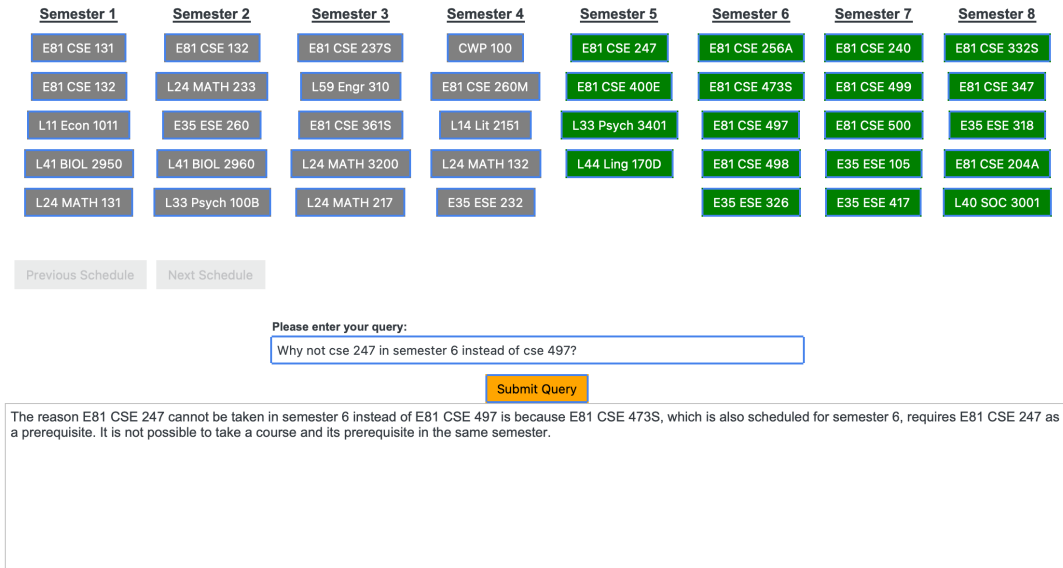 Semester 1 Semester 2 Semester 3 Semester 4 Semester 5 Semester 6 Semester 7 Semester 8
E81 CSE 131 E81 CSE 132 E81 CSE 237S CWP 100 E81 CSE 247 E81 CSE 256A E81 CSE 240 E81 CSE 332S
E81 CSE 132 L24 MATH 233 L59 Engr 310 E81 CSE 260M E81 CSE 400E E81 CSE 473S E81 CSE 499 E81 CSE 347
L11 Econ 1011 E35 ESE 260 E81 CSE 361S L14 Lit 2151 L33 Psych 3401 E81 CSE 497 E81 CSE 500 E35 ESE 318
L41 BIOL 2950 L41 BIOL 2960 L24 MATH 3200 L24 MATH 132 L44 Ling 170D E81 CSE 498 E35 ESE 105 E81 CSE 204A
L24 MATH 131 L33 Psych 100B L24 MATH 217 E35 ESE 232 E35 ESE 326 E35 ESE 417 L40 SOC 3001
Previous Schedule Next Schedule
Please enter your query:
Why not cse 247 in semester 6 instead of cse 497?
Submit Query
The reason E81 CSE 247 cannot be taken in semester 6 instead of E81 CSE 497 is because E81 CSE 473S, which is also scheduled for semester 6, requires E81 CSE 247 as
a prerequisite. It is not possible to take a course and its prerequisite in the same semester.